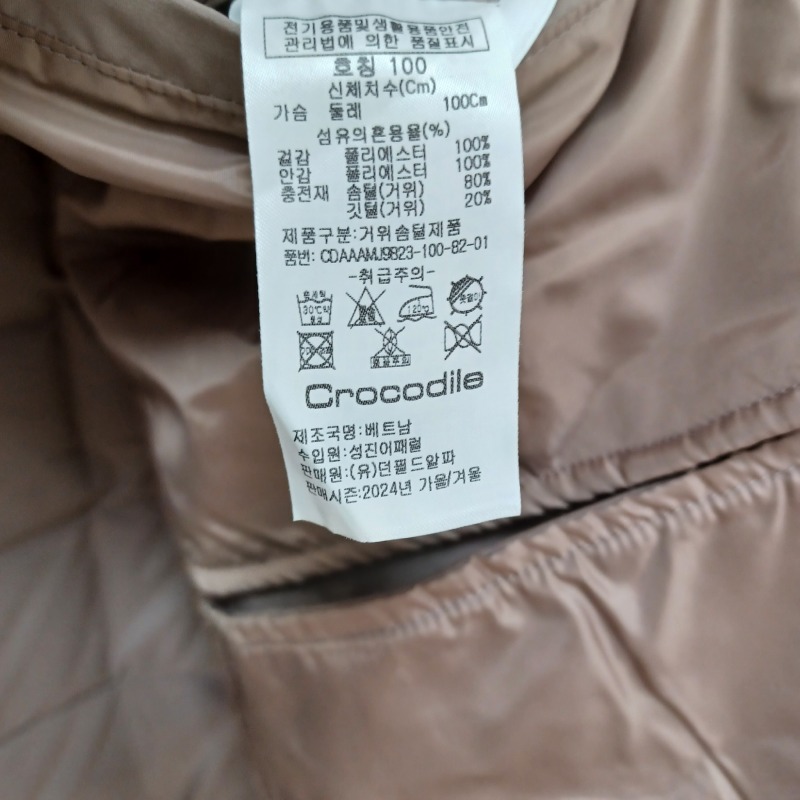 전기용품및생활용품안전
관리법에 의한 품질표시
호칭 100
신체치수(Cm)
가슴 둘레 100Cm
섬유의혼용율(%)
겉감 폴리에스터 100%
안감 폴리에스터 100%
충전재 솜털(거위) 80%
깃털(거위) 20%
제품구분:거위솜털제품
품번: CDAAAMJ9823-100-82-01
-취급주의-
120℃
Crocodile
제조국명:베트남
수입원:성진어패럴
판매원:(유)던필드알파
판매시즌:2024년 가을/겨울